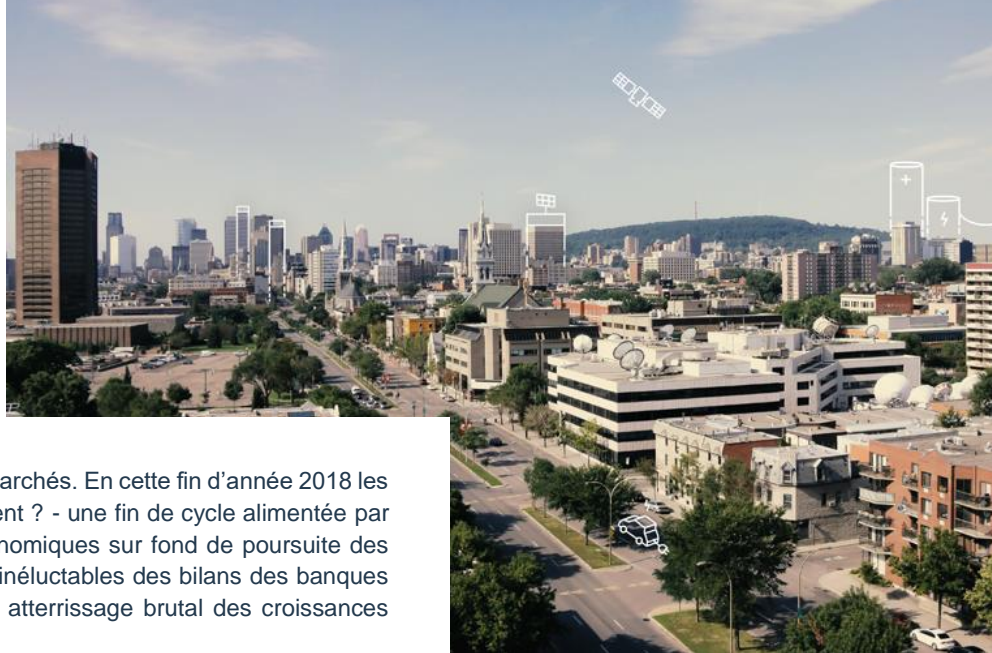 archés. En cette fin d’année 2018 les
ent ? - une fin de cycle alimentée par
nomiques sur fond de poursuite des
inéluctables des bilans des banques
atterrissage brutal des croissances